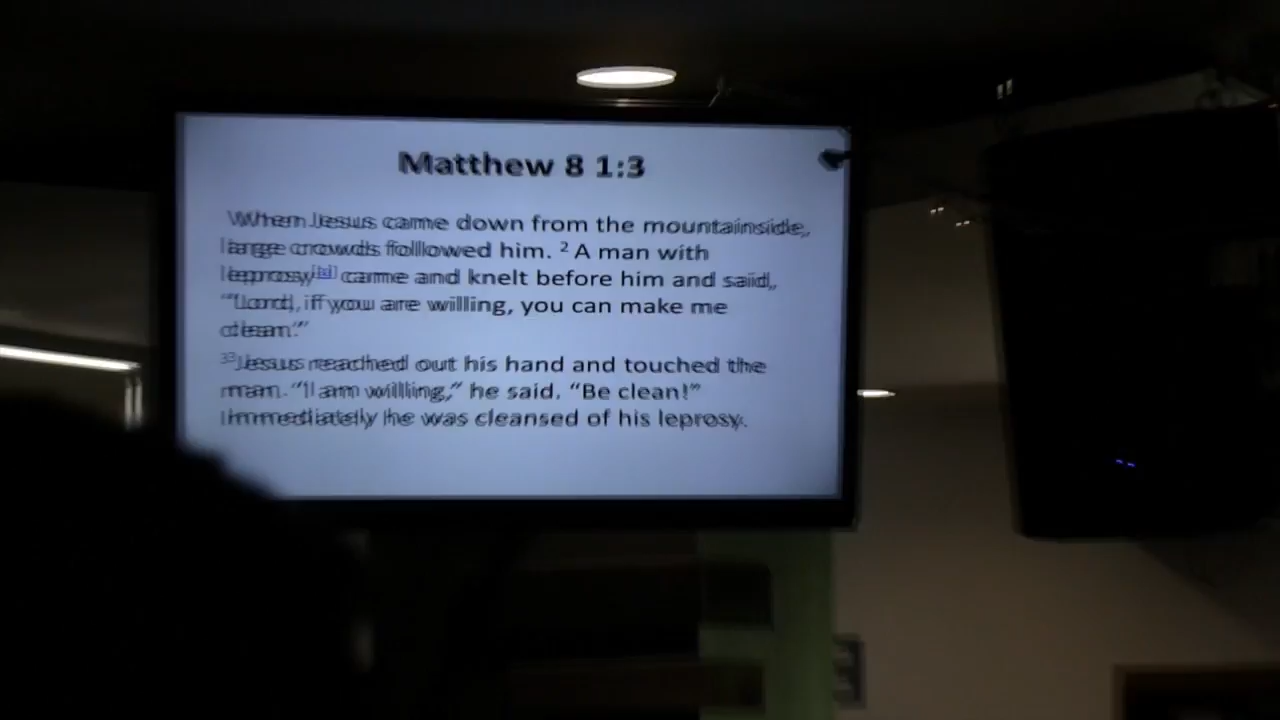 Matthew 8 1:3
When Jesus came down from the mountainside,
large crowds followed him. 2 A man with
leprosy[a] came and knelt before him and said,
“Lord, if you are willing, you can make me
clean.”
3 Jesus reached out his hand and touched the
man. “I am willing,” he said. “Be clean!”
Immediately he was cleansed of his leprosy.